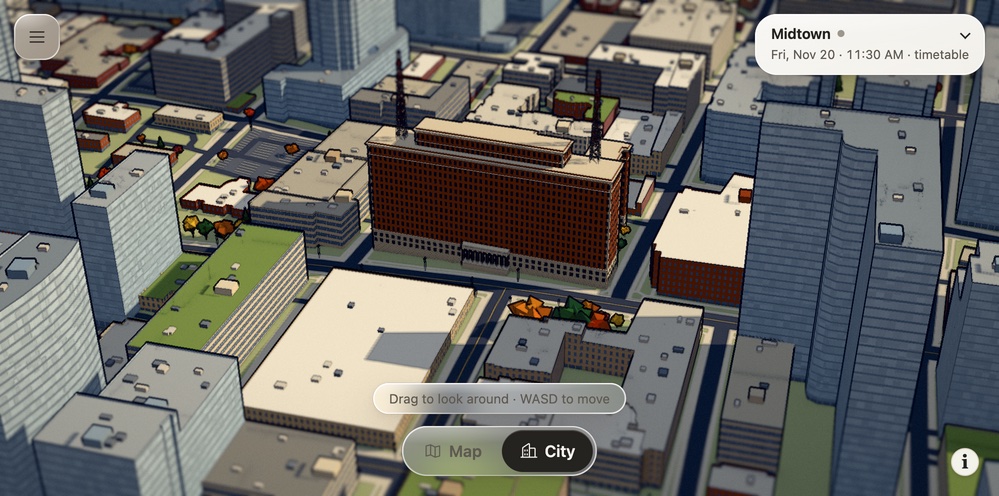 Midtown
Fri, Nov 20 · 11:30 AM · timetable
Drag to look around · WASD to move
Map
City
i